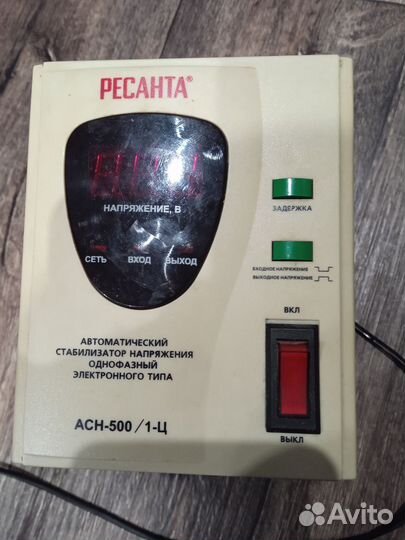 РЕСАНТА®
НАПРЯЖЕНИЕ, В
СЕТЬ ВХОД ВЫХОД
ЗАДЕРЖКА
ВХОДНОЕ НАПРЯЖЕНИЕ
ВЫХОДНОЕ НАПРЯЖЕНИЕ
ВКЛ
АВТОМАТИЧЕСКИЙ
СТАБИЛИЗАТОР НАПРЯЖЕНИЯ
ОДНОФАЗНЫЙ
ЭЛЕКТРОННОГО ТИПА
АСН-500/1-Ц
ВЫКЛ
Avito